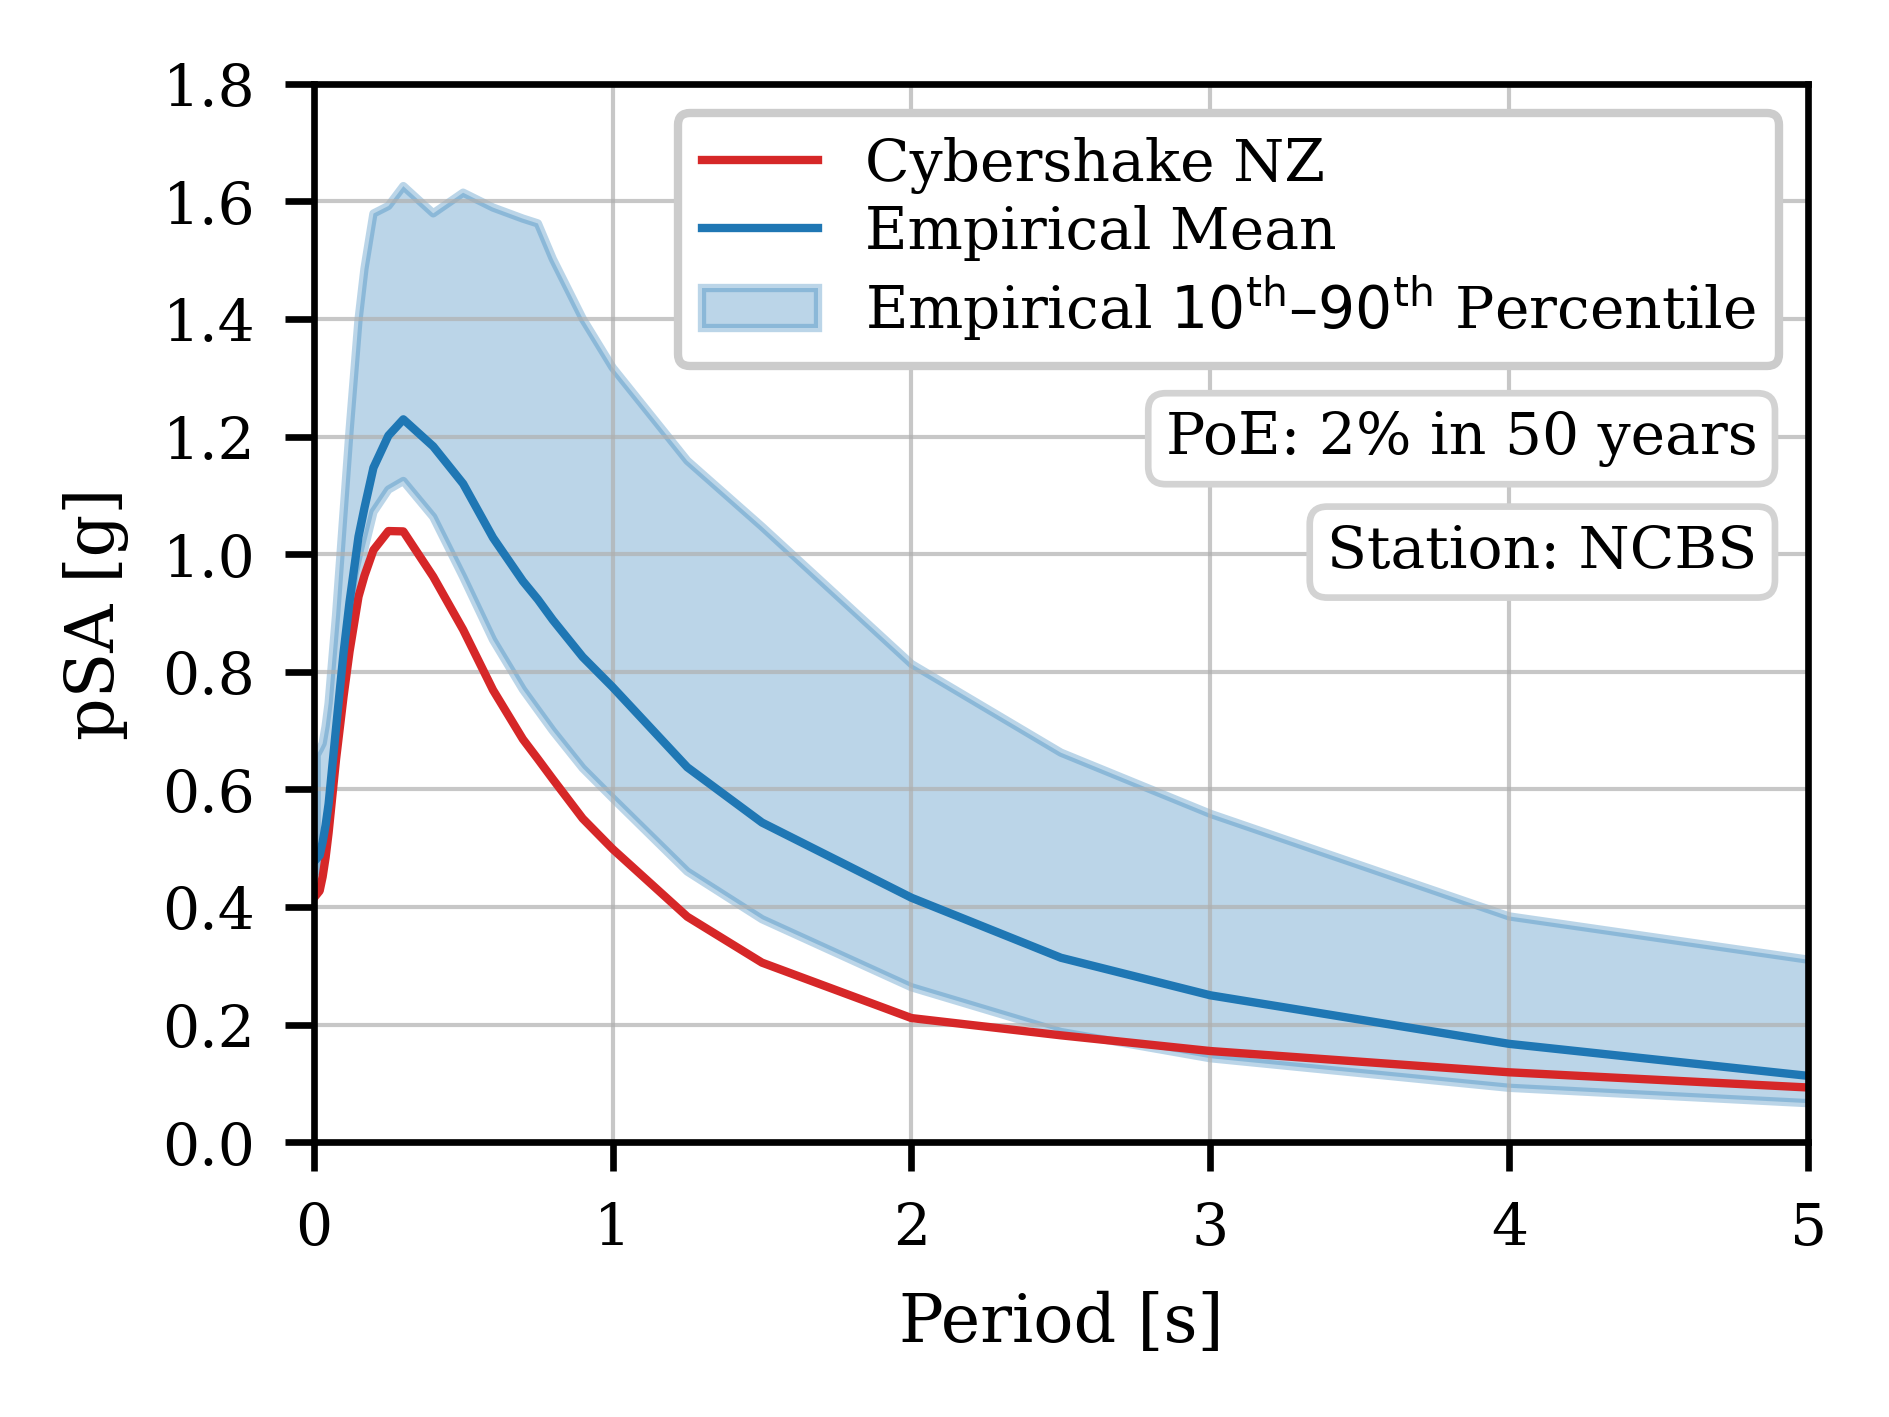 1.8
1.6
1.4
1.2
1.0
0.8
0.6
0.4
0.2
0.0
pSA [g]
Cybershake NZ
Empirical Mean
Empirical 10th–90th Percentile
PoE: 2% in 50 years
Station: NCBS
0 1 2 3 4 5
Period [s]